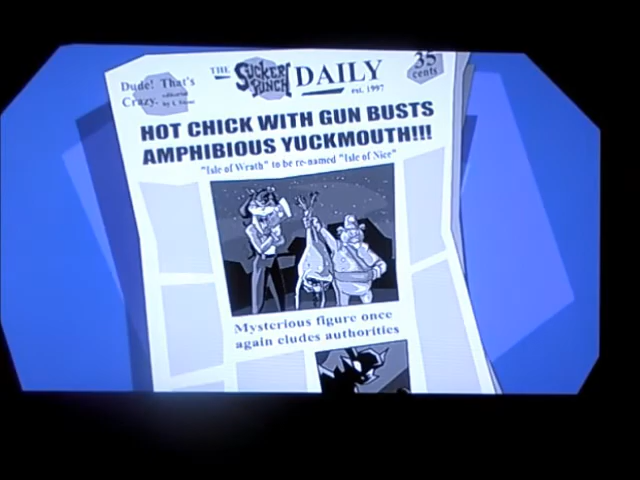 Dude! That's
Crazy.
editorial
THE SUCKER PUNCH DAILY
est. 1997
35
cents
HOT CHICK WITH GUN BUSTS
AMPHIBIOUS YUCKMOUTH!!!
"Isle of Wrath" to be re-named "Isle of Nice"
Mysterious figure once
again eludes authorities